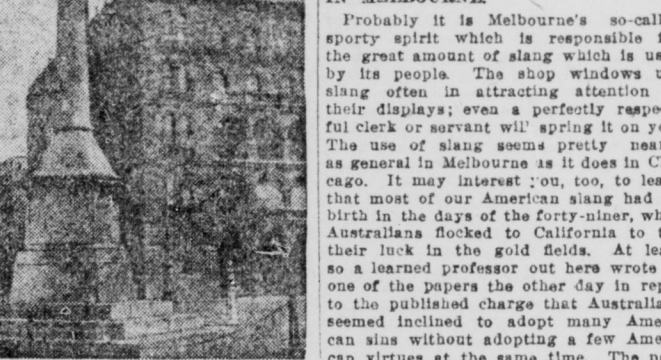 IN MELBOURNE
Probably it is Melbourne's so-call
sporty spirit which is responsible
the great amount of slang which is us
by its people. The shop windows u
slang often in attracting attention
their displays; even a perfectly respe
ful clerk or servant wil' spring it on yo
The use of slang seems pretty near
as general in Melbourne as it does in C
cago. It may interest you, too, to lea
that most of our American slang had
birth in the days of the forty-niner, wh
Australians flocked to California to t
their luck in the gold fields. At lea
so a learned professor out here wrote
one of the papers the other day in rep
to the published charge that Australia
seemed inclined to adopt many Ame
can sins without adopting a few Ame
can virtues at the same time. The